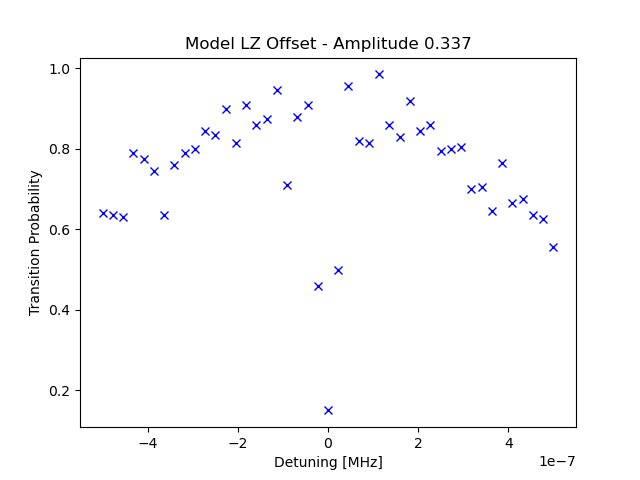 Model LZ Offset - Amplitude 0.337
Transition Probability
1.0
0.8
0.6
0.4
0.2
−4
−2
0
2
4
1e−7
Detuning [MHz]